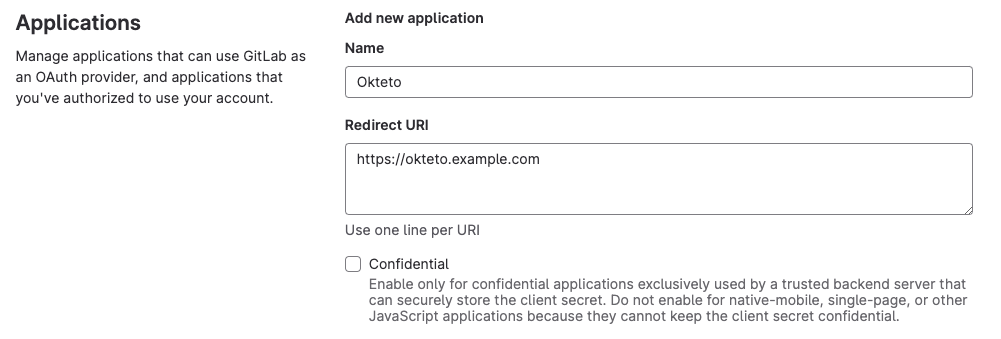 Applications
Manage applications that can use GitLab as
an OAuth provider, and applications that
you've authorized to use your account.
Add new application
Name
Okteto
Redirect URI
https://okteto.example.com
Use one line per URI
Confidential
Enable only for confidential applications exclusively used by a trusted backend server that
can securely store the client secret. Do not enable for native-mobile, single-page, or other
JavaScript applications because they cannot keep the client secret confidential.